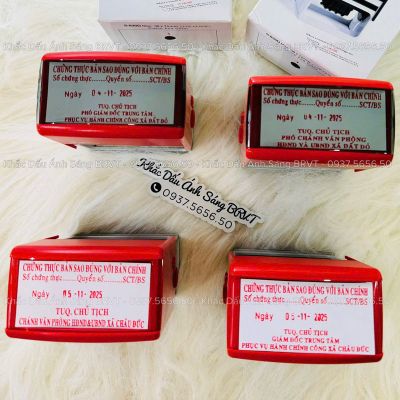 CHỨNG THỰC BẢN SAO ĐÚNG VỚI BẢN CHÍNH
Số chứng thực..............Quyển số..............SCT/BS
Ngày 05-11-2025
TUQ. CHỦ TỊCH
PHÓ GIÁM ĐỐC TRUNG TÂM
PHỤC VỤ HÀNH CHÍNH CÔNG XÃ ĐẤT ĐỎ
CHỨNG THỰC BẢN SAO ĐÚNG VỚI BẢN CHÍNH
Số chứng thực..............Quyển số..............SCT/BS
Ngày 05-11-2025
TUQ. CHỦ TỊCH
PHÓ CHÁNH VĂN PHÒNG
HĐND VÀ UBND XÃ ĐẤT ĐỎ
Khắc Dấu Ánh Sáng BRVT
0937.5656.50
CHỨNG THỰC BẢN SAO ĐÚNG VỚI BẢN CHÍNH
Số chứng thực..............Quyển số..............SCT/BS
Ngày 05-11-2025
TUQ. CHỦ TỊCH
CHÁNH VĂN PHÒNG HĐND&UBND XÃ CHÂU ĐỨC
CHỨNG THỰC BẢN SAO ĐÚNG VỚI BẢN CHÍNH
Số chứng thực..............Quyển số..............SCT/BS
Ngày 05-11-2025
TUQ. CHỦ TỊCH
GIÁM ĐỐC TRUNG TÂM
PHỤC VỤ HÀNH CHÍNH CÔNG XÃ CHÂU ĐỨC